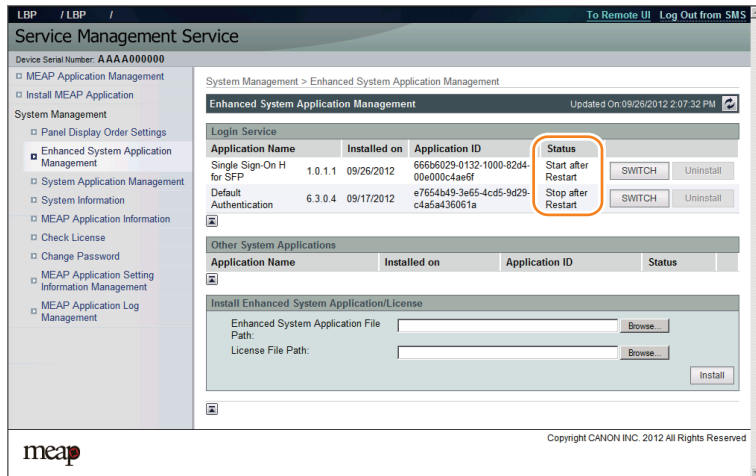 LBP / LBP /
To Remote UI Log Out from SMS
Service Management Service
Device Serial Number: AAAA000000
MEAP Application Management
Install MEAP Application
System Management
Panel Display Order Settings
Enhanced System Application
Management
System Application Management
System Information
MEAP Application Information
Check License
Change Password
MEAP Application Setting
Information Management
MEAP Application Log
Management
System Management > Enhanced System Application Management
Enhanced System Application Management Updated On:09/26/2012 2:07:32 PM
Login Service
Application Name Installed on Application ID Status
Single Sign-On H
for SFP 1.0.1.1 09/26/2012 666b6029-0132-1000-82d4-
00e000c4ae6f Start after
Restart SWITCH Uninstall
Default
Authentication 6.3.0.4 09/17/2012 e7654b49-3e65-4cd5-9d29-
c4a5a436061a Stop after
Restart SWITCH Uninstall
Other System Applications
Application Name Installed on Application ID Status
Install Enhanced System Application/License
Enhanced System Application File
Path: Browse...
License File Path: Browse...
Install
Copyright CANON INC. 2012 All Rights Reserved
meap